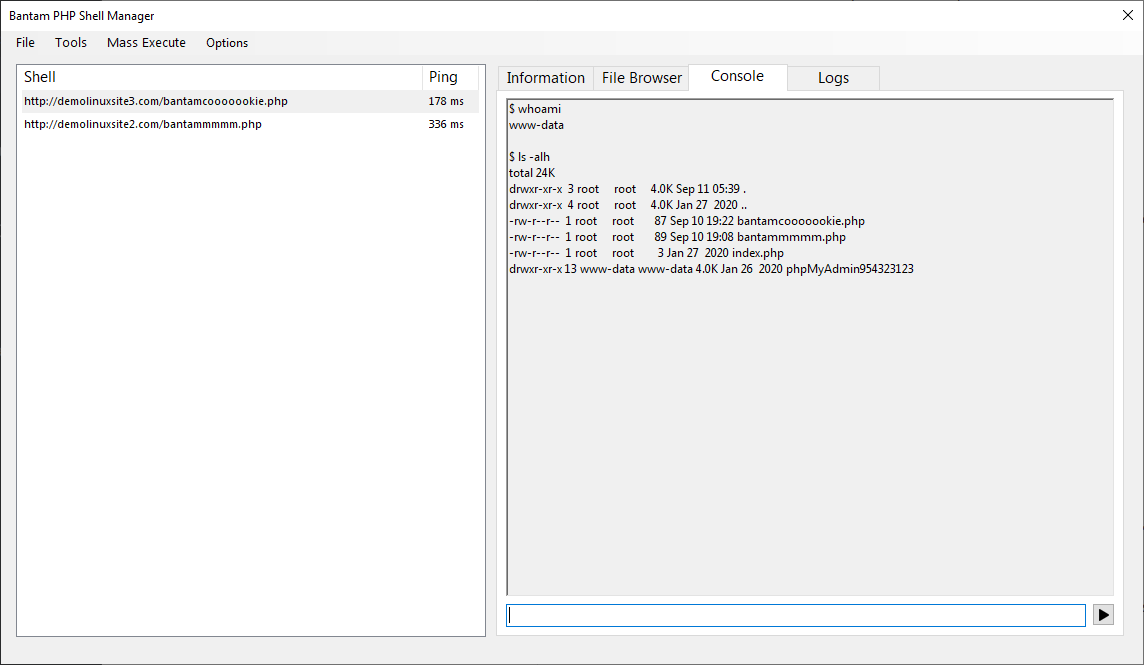 Bantam PHP Shell Manager
File Tools Mass Execute Options
Shell Ping
http://demolinuxsite3.com/bantamcooooookie.php 178 ms
http://demolinuxsite2.com/bantammmmm.php 336 ms
Information File Browser Console Logs
$ whoami
www-data
$ ls -alh
total 24K
drwxr-xr-x 3 root root 4.0K Sep 11 05:39 .
drwxr-xr-x 4 root root 4.0K Jan 27 2020 ..
-rw-r--r-- 1 root root 87 Sep 10 19:22 bantamcooooookie.php
-rw-r--r-- 1 root root 89 Sep 10 19:08 bantammmmm.php
-rw-r--r-- 1 root root 3 Jan 27 2020 index.php
drwxr-xr-x 13 www-data www-data 4.0K Jan 26 2020 phpMyAdmin954323123